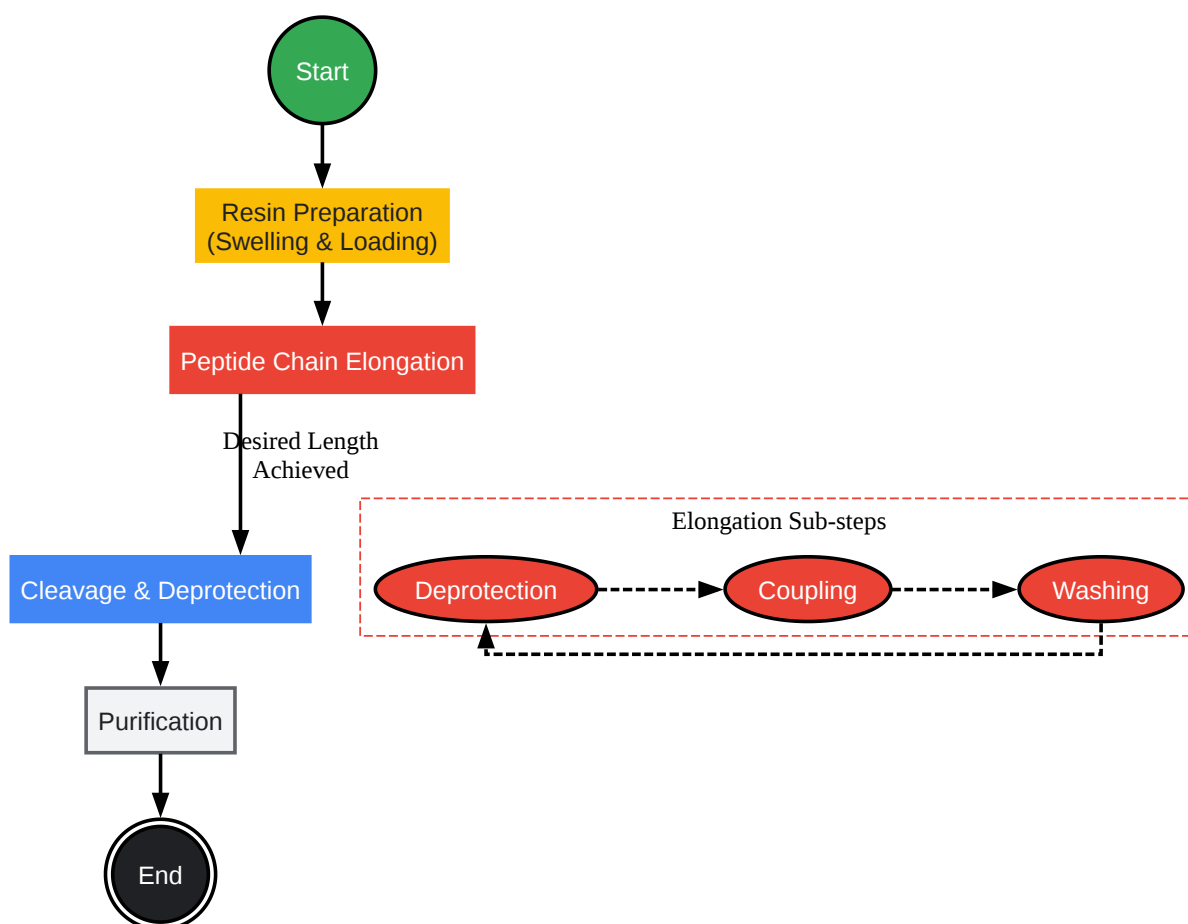 Start
Resin Preparation
(Swelling & Loading)
Peptide Chain Elongation
Desired Length
Achieved
Elongation Sub-steps
Cleavage & Deprotection
Deprotection
Coupling
Washing
Purification
End